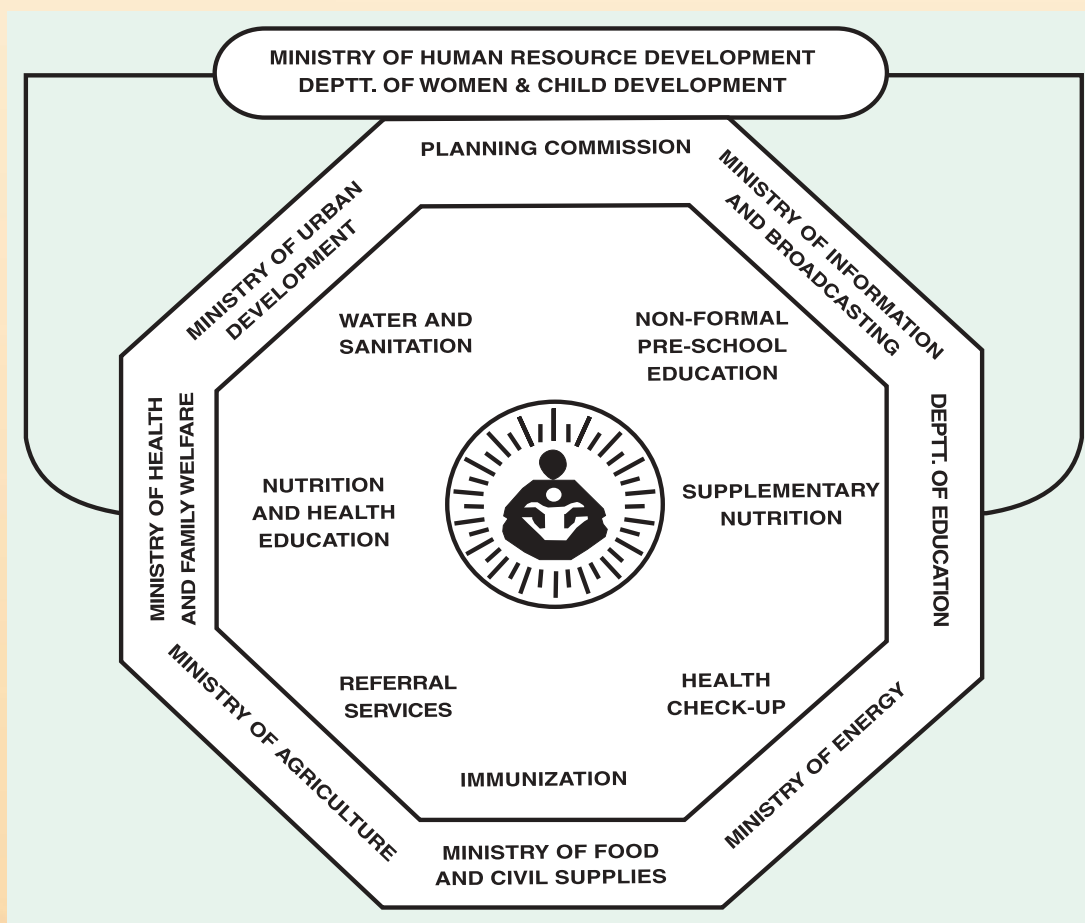 MINISTRY OF HUMAN RESOURCE DEVELOPMENT
DEPTT. OF WOMEN & CHILD DEVELOPMENT
PLANNING COMMISSION
MINISTRY OF URBAN
DEVELOPMENT
MINISTRY OF INFORMATION
AND BROADCASTING
WATER AND
SANITATION
NON-FORMAL
PRE-SCHOOL
EDUCATION
MINISTRY OF HEALTH
AND FAMILY WELFARE
NUTRITION
AND HEALTH
EDUCATION
SUPPLEMENTARY
NUTRITION
DEPTT. OF EDUCATION
REFERRAL
SERVICES
HEALTH
CHECK-UP
IMMUNIZATION
MINISTRY OF AGRICULTURE
MINISTRY OF ENERGY
MINISTRY OF FOOD
AND CIVIL SUPPLIES